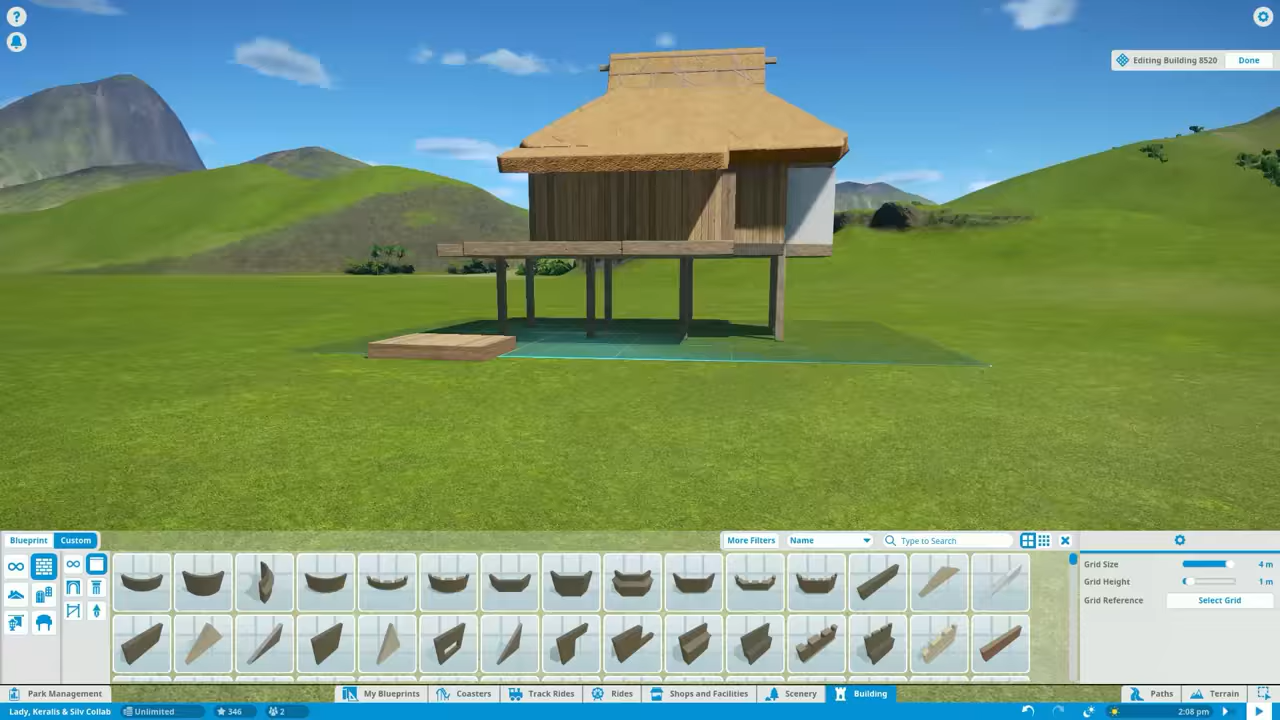 ?
Editing Building 8520 Done
Blueprint Custom More Filters Name Type to Search
Grid Size 4 m
Grid Height 1 m
Grid Reference Select Grid
Park Management My Blueprints Coasters Track Rides Rides Shops and Facilities Scenery Building Paths Terrain
Lady, Keralis & Silv Collab Unlimited 346 2 2:08 pm